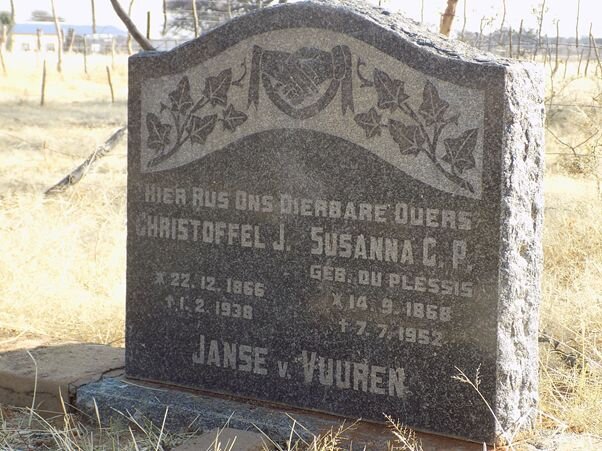 HIER RUS ONS DIERBARE OUERS
CHRISTOFFEL J. SUSANNA C. P.
GEB. DU PLESSIS
* 22. 12. 1866 * 14. 9. 1868
† 1. 2. 1938 † 7. 7. 1952
JANSE v. VUUREN